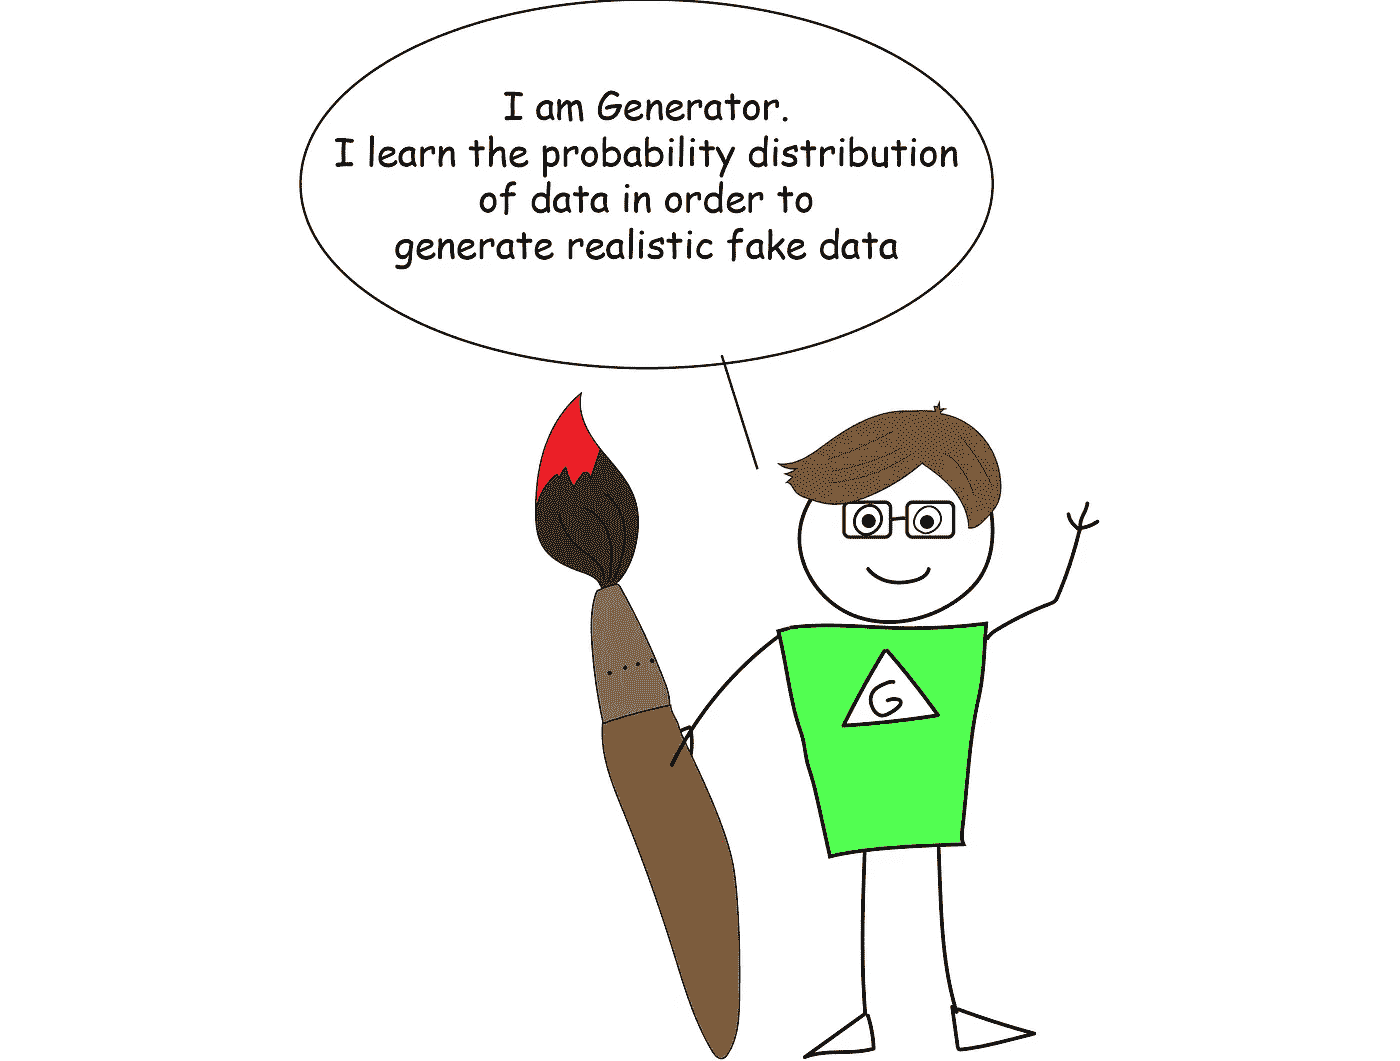 I am Generator.
I learn the probability distribution
of data in order to
generate realistic fake data
G